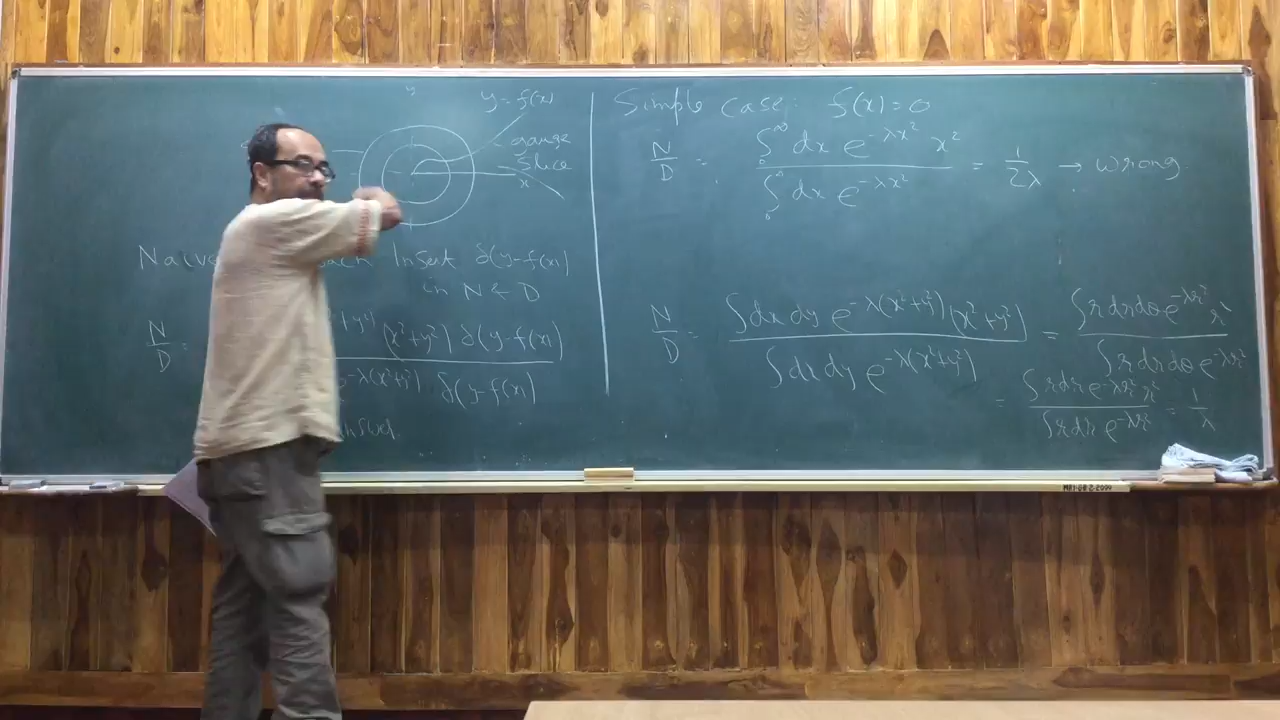 y
y = f(x)
- gauge
slice
x
Insert δ(y-f(x))
in N & D
N/D =
+y²) (x²+y²) δ(y-f(x))
e^{-λ(x²+y²)} δ(y-f(x))
Simple case: f(x) = 0
N/D = ∫₀^∞ dx e^{-λx²} x² / ∫₀^∞ dx e^{-λx²} = 1/2λ → wrong.
N/D = ∫dx dy e^{-λ(x²+y²)} (x²+y²) / ∫dx dy e^{-λ(x²+y²)} = ∫r dr dθ e^{-λr²} r² / ∫r dr dθ e^{-λr²}
= ∫r dr e^{-λr²} r² / ∫r dr e^{-λr²} = 1/λ